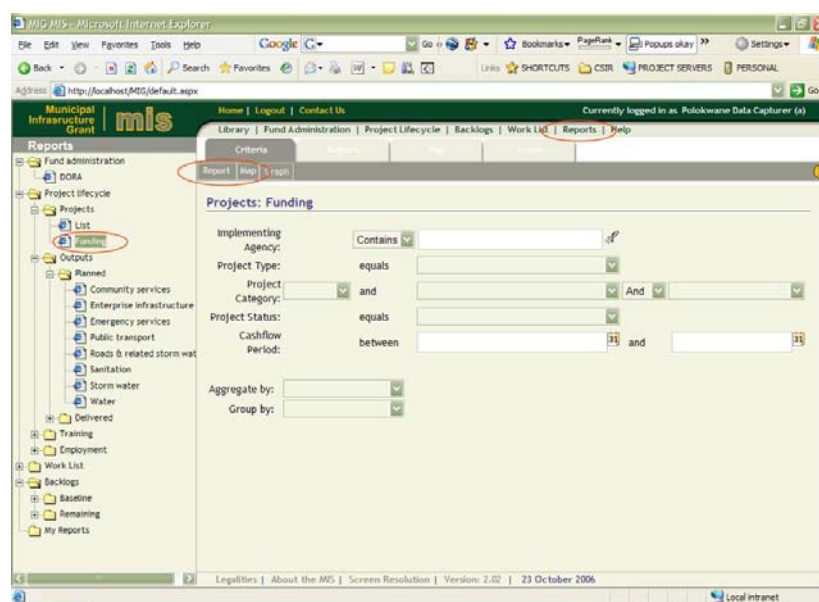 MIG MIS - Microsoft Internet Explorer
File Edit View Favorites Tools Help
Google G Go Bookmarks PageRank Popups okay Settings
Back Search Favorites Links SHORTCUTS CSIR PROJECT SERVERS PERSONAL
Address http://localhost/MIG/default.aspx Go
Municipal Infrasructure Grant mis
Home | Logout | Contact Us
Currently logged in as Polokwane Data Capturer (a)
Library | Fund Administration | Project Lifecycle | Backlogs | Work List | Reports | Help
Reports
Fund administration
DORA
Project lifecycle
Projects
List
Funding
Outputs
Planned
Community services
Enterprise infrastructure
Emergency services
Public transport
Roads & related storm wat
Sanitation
Storm water
Water
Delivered
Training
Employment
Work List
Backlogs
Baseline
Remaining
My Reports
Criteria
Report Map Graph
Projects: Funding
Implementing Agency: Contains
Project Type: equals
Project Category: and And
Project Status: equals
Cashflow Period: between 31 and 31
Aggregate by:
Group by:
Legalities | About the MIS | Screen Resolution | Version: 2.02 | 23 October 2006
Local intranet